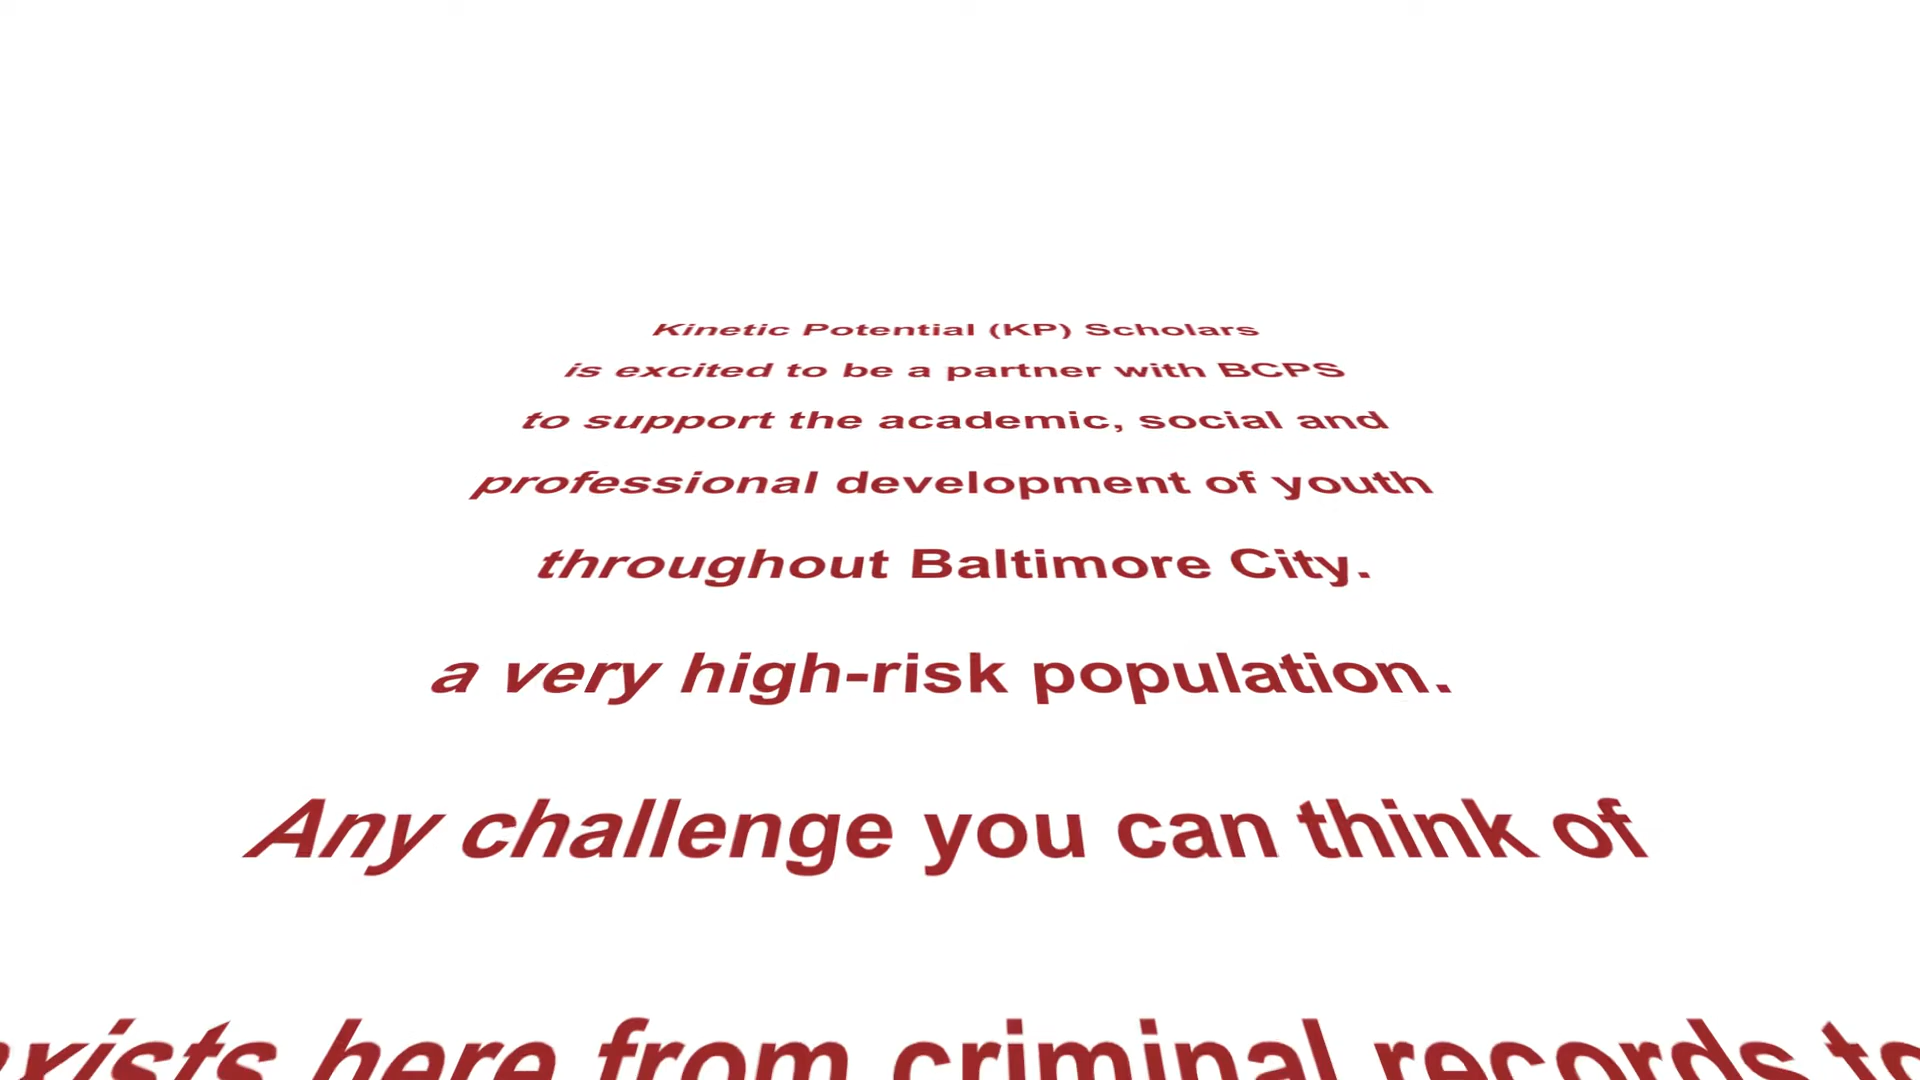 Kinetic Potential (KP) Scholars
is excited to be a partner with BCPS
to support the academic, social and
professional development of youth
throughout Baltimore City.
a very high-risk population.
Any challenge you can think of
exists here from criminal records to